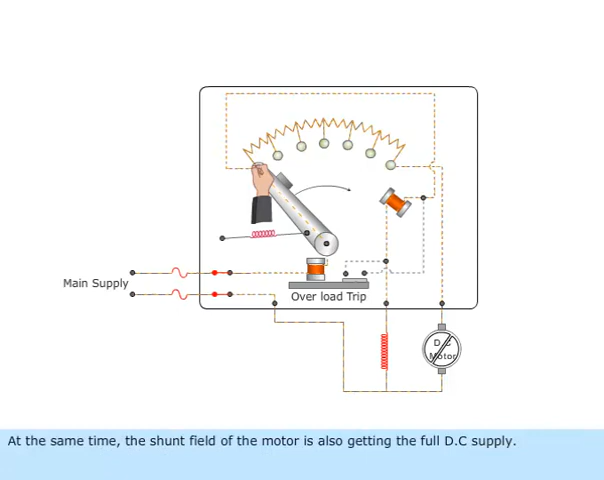 Main Supply
Over load Trip
D.C
Motor
At the same time, the shunt field of the motor is also getting the full D.C supply.